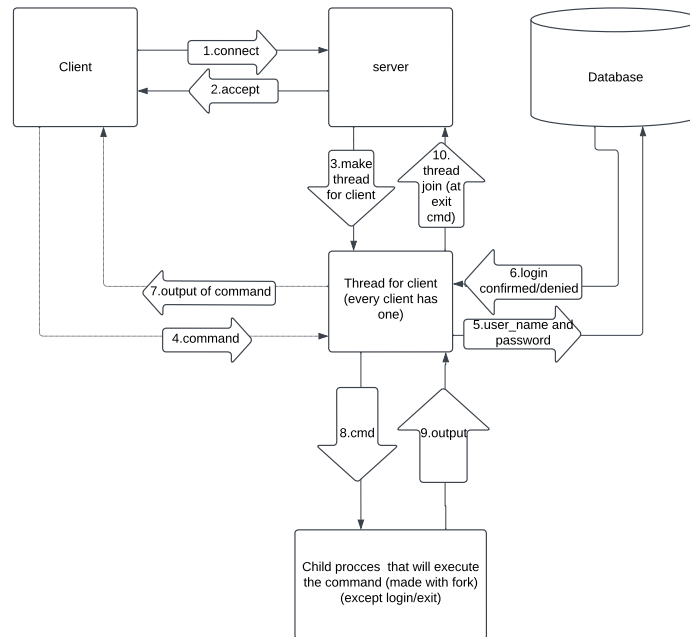 Client
1.connect
server
Database
2.accept
3.make
thread
for client
10.
thread
join (at
exit
cmd)
Thread for client
(every client has
one)
6.login
confirmed/denied
7.output of command
5.user_name and
password
4.command
8.cmd
9.output
Child procces  that will execute
the command (made with fork)
(except login/exit)